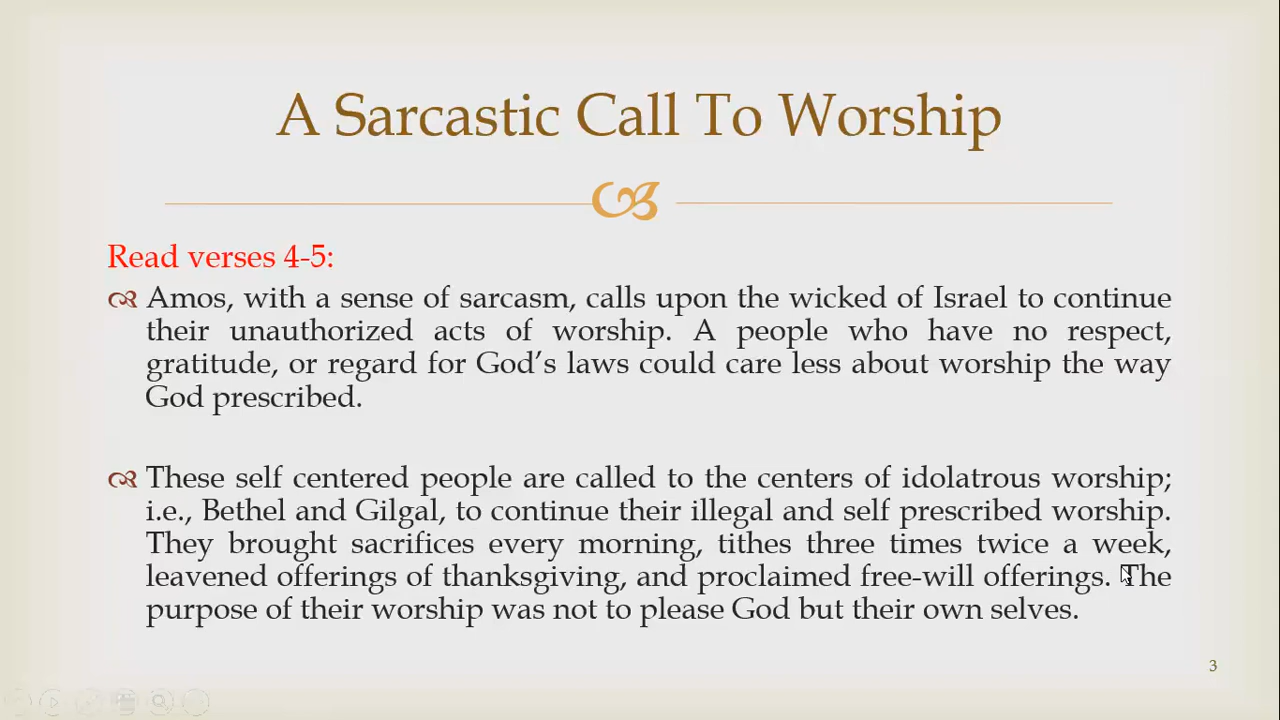 A Sarcastic Call To Worship
Read verses 4-5:
Amos, with a sense of sarcasm, calls upon the wicked of Israel to continue
their unauthorized acts of worship. A people who have no respect,
gratitude, or regard for God’s laws could care less about worship the way
God prescribed.
These self centered people are called to the centers of idolatrous worship;
i.e., Bethel and Gilgal, to continue their illegal and self prescribed worship.
They brought sacrifices every morning, tithes three times twice a week,
leavened offerings of thanksgiving, and proclaimed free-will offerings. The
purpose of their worship was not to please God but their own selves.
3